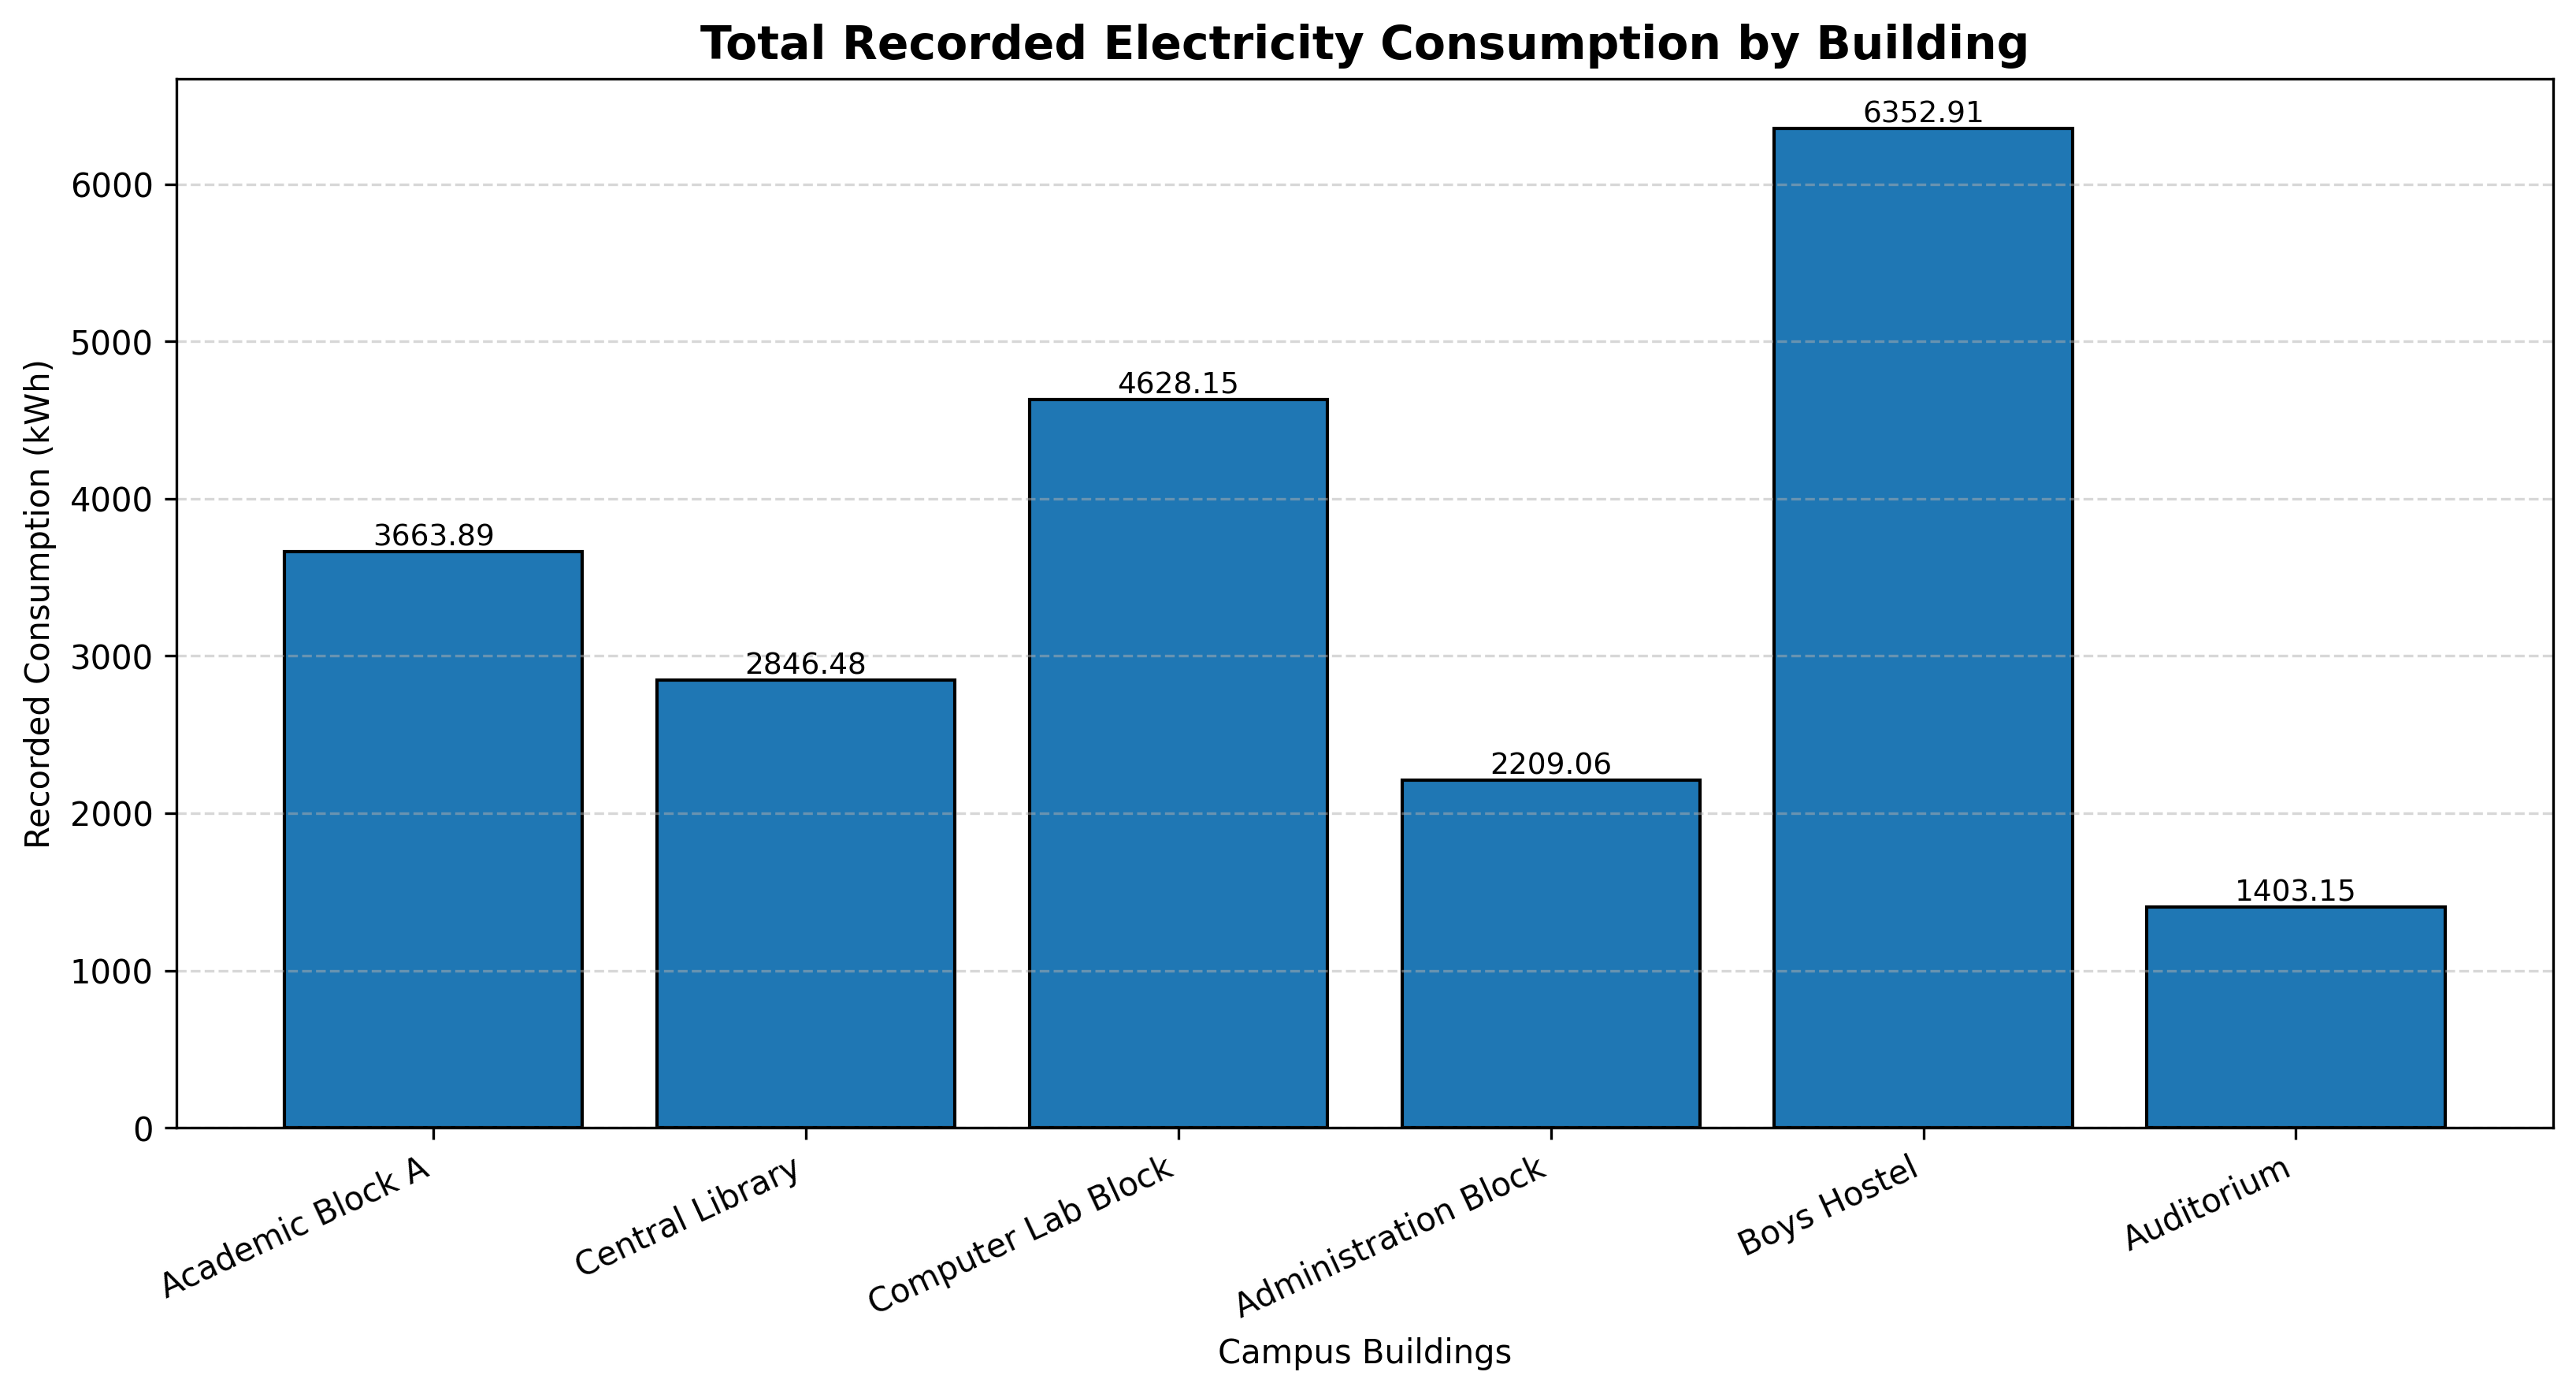 Total Recorded Electricity Consumption by Building
Recorded Consumption (kWh)
6000
5000
4000
3000
2000
1000
0
3663.89
2846.48
4628.15
2209.06
6352.91
1403.15
Academic Block A
Central Library
Computer Lab Block
Administration Block
Boys Hostel
Auditorium
Campus Buildings